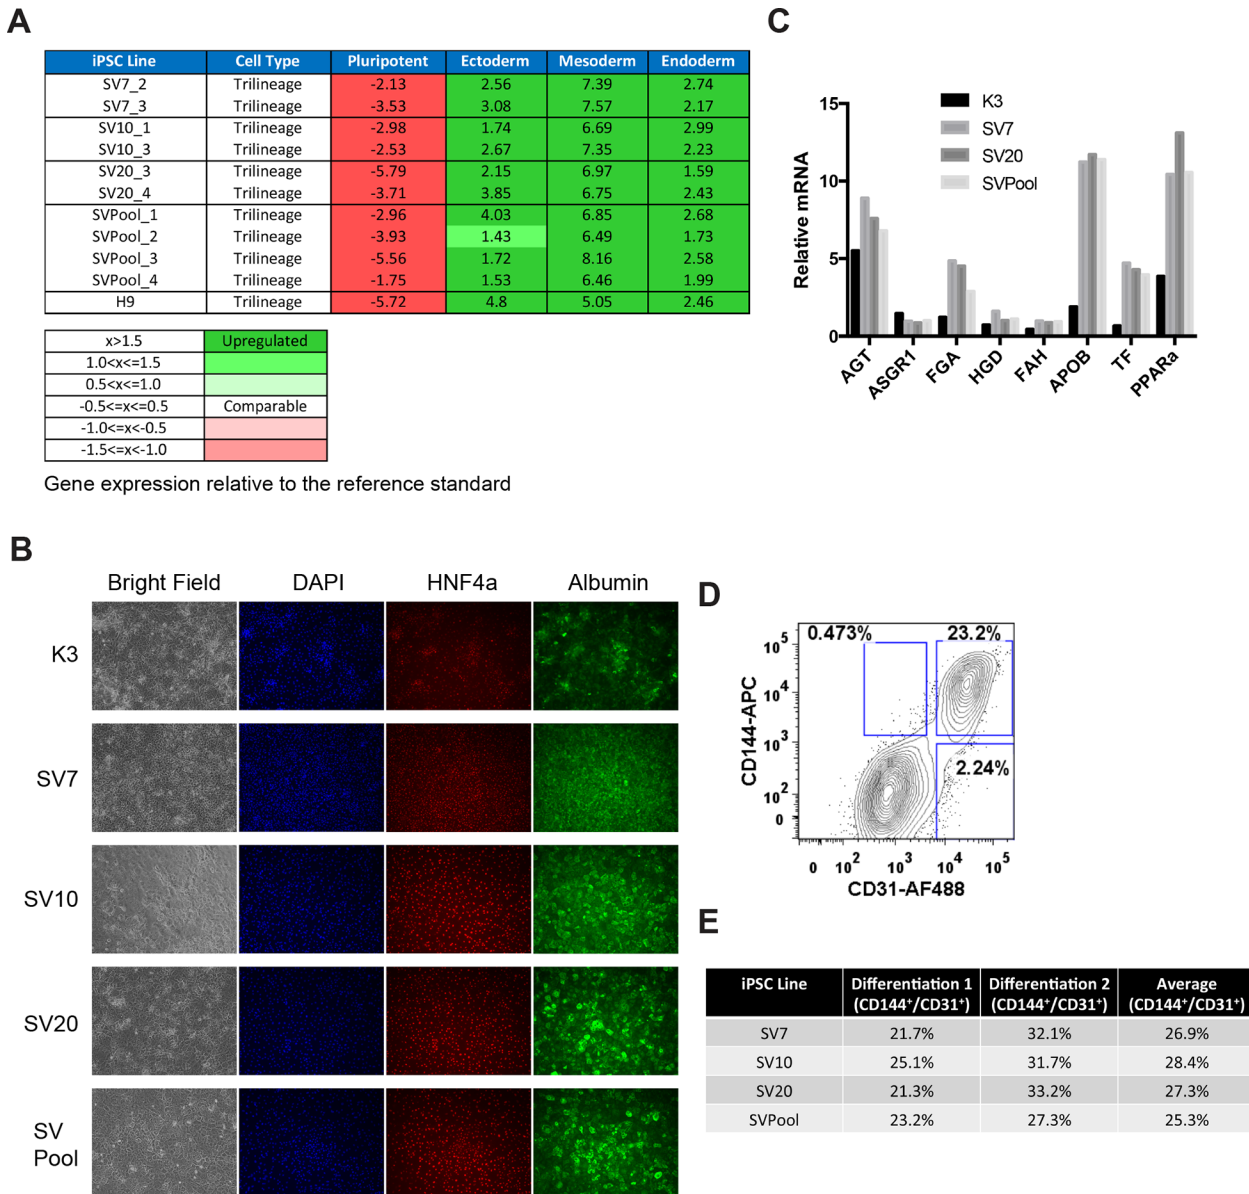 A
iPSC Line Cell Type Pluripotent Ectoderm Mesoderm Endoderm
SV7_2 Trilineage -2.13 2.56 7.39 2.74
SV7_3 Trilineage -3.53 3.08 7.57 2.17
SV10_1 Trilineage -2.98 1.74 6.69 2.99
SV10_3 Trilineage -2.53 2.67 7.35 2.23
SV20_3 Trilineage -5.79 2.15 6.97 1.59
SV20_4 Trilineage -3.71 3.85 6.75 2.43
SVPool_1 Trilineage -2.96 4.03 6.85 2.68
SVPool_2 Trilineage -3.93 1.43 6.49 1.73
SVPool_3 Trilineage -5.56 1.72 8.16 2.58
SVPool_4 Trilineage -1.75 1.53 6.46 1.99
H9 Trilineage -5.72 4.8 5.05 2.46
x>1.5 Upregulated
1.0<x<=1.5
0.5<x<=1.0
-0.5<=x<=0.5 Comparable
-1.0<=x<-0.5
-1.5<=x<-1.0
Gene expression relative to the reference standard
C
Relative mRNA
15
10
5
0
K3
SV7
SV20
SVPool
AGT ASGR1 FGA HGD FAH APOB TF PPARa
B
Bright Field DAPI HNF4a Albumin
K3
SV7
SV10
SV20
SV
Pool
D
0.473% 23.2%
2.24%
CD144-APC
10^5
10^4
10^3
10^2
0
0 10^2 10^3 10^4 10^5
CD31-AF488
E
iPSC Line Differentiation 1 (CD144⁺/CD31⁺) Differentiation 2 (CD144⁺/CD31⁺) Average (CD144⁺/CD31⁺)
SV7 21.7% 32.1% 26.9%
SV10 25.1% 31.7% 28.4%
SV20 21.3% 33.2% 27.3%
SVPool 23.2% 27.3% 25.3%